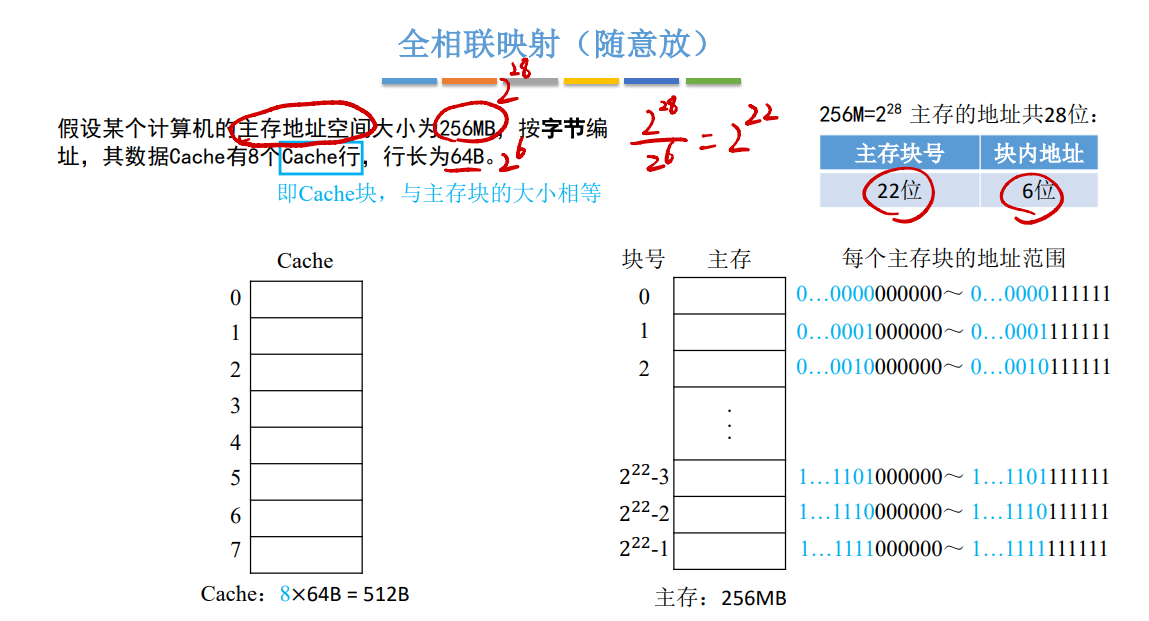 全相联映射（随意放）
2^28
假设某个计算机的主存地址空间大小为256MB，按字节编
址，其数据Cache有8个Cache行，行长为64B。
2^6
即Cache块，与主存块的大小相等
2^28/2^6 = 2^22
256M=2^28 主存的地址共28位：
主存块号 块内地址
22位 6位
Cache
0
1
2
3
4
5
6
7
Cache：8×64B = 512B
块号 主存 每个主存块的地址范围
0 0…0000000000～ 0…0000111111
1 0…0001000000～ 0…0001111111
2 0…0010000000～ 0…0010111111
⋮
2^22-3 1…1101000000～ 1…1101111111
2^22-2 1…1110000000～ 1…1110111111
2^22-1 1…1111000000～ 1…1111111111
主存：256MB